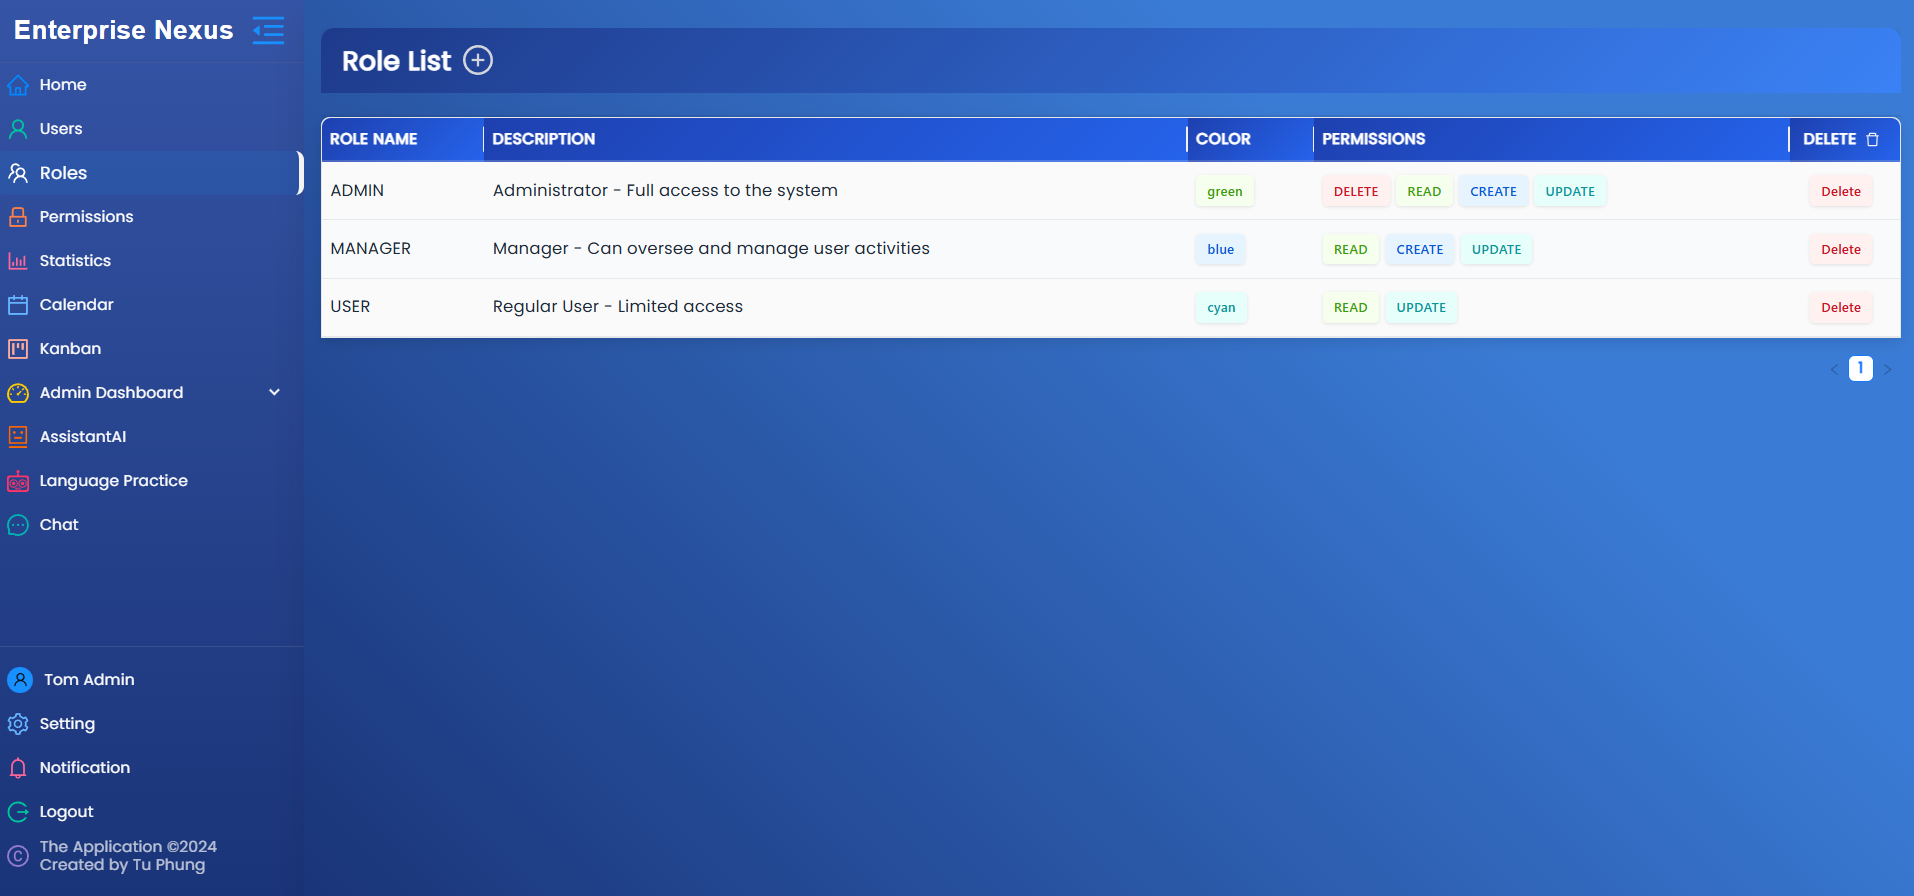 Enterprise Nexus
Home
Users
Roles
Permissions
Statistics
Calendar
Kanban
Admin Dashboard
AssistantAI
Language Practice
Chat
Tom Admin
Setting
Notification
Logout
The Application ©2024
Created by Tu Phung
Role List
ROLE NAME DESCRIPTION COLOR PERMISSIONS DELETE
ADMIN Administrator - Full access to the system green DELETE READ CREATE UPDATE Delete
MANAGER Manager - Can oversee and manage user activities blue READ CREATE UPDATE Delete
USER Regular User - Limited access cyan READ UPDATE Delete
< 1 >